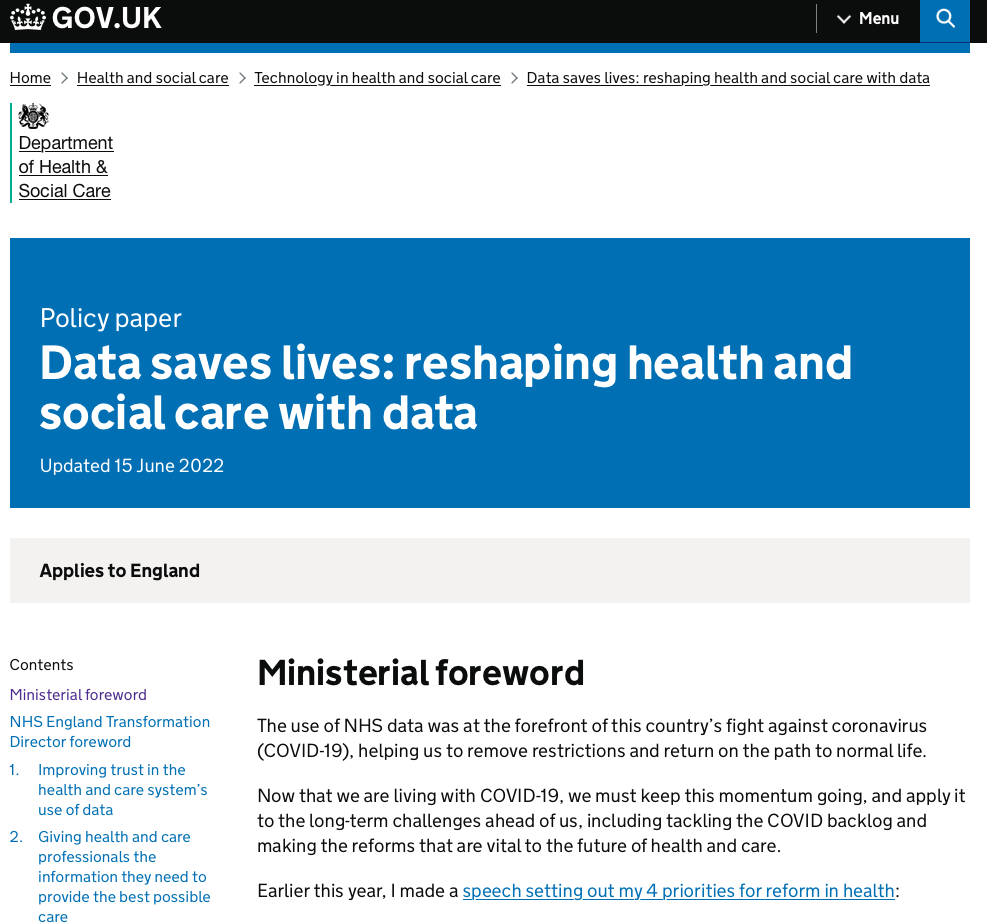 GOV.UK
Menu
Home > Health and social care > Technology in health and social care > Data saves lives: reshaping health and social care with data
Department
of Health &
Social Care
Policy paper
Data saves lives: reshaping health and
social care with data
Updated 15 June 2022
Applies to England
Contents
Ministerial foreword
NHS England Transformation
Director foreword
1. Improving trust in the
health and care system’s
use of data
2. Giving health and care
professionals the
information they need to
provide the best possible
care
Ministerial foreword
The use of NHS data was at the forefront of this country’s fight against coronavirus
(COVID-19), helping us to remove restrictions and return on the path to normal life.
Now that we are living with COVID-19, we must keep this momentum going, and apply it
to the long-term challenges ahead of us, including tackling the COVID backlog and
making the reforms that are vital to the future of health and care.
Earlier this year, I made a speech setting out my 4 priorities for reform in health: